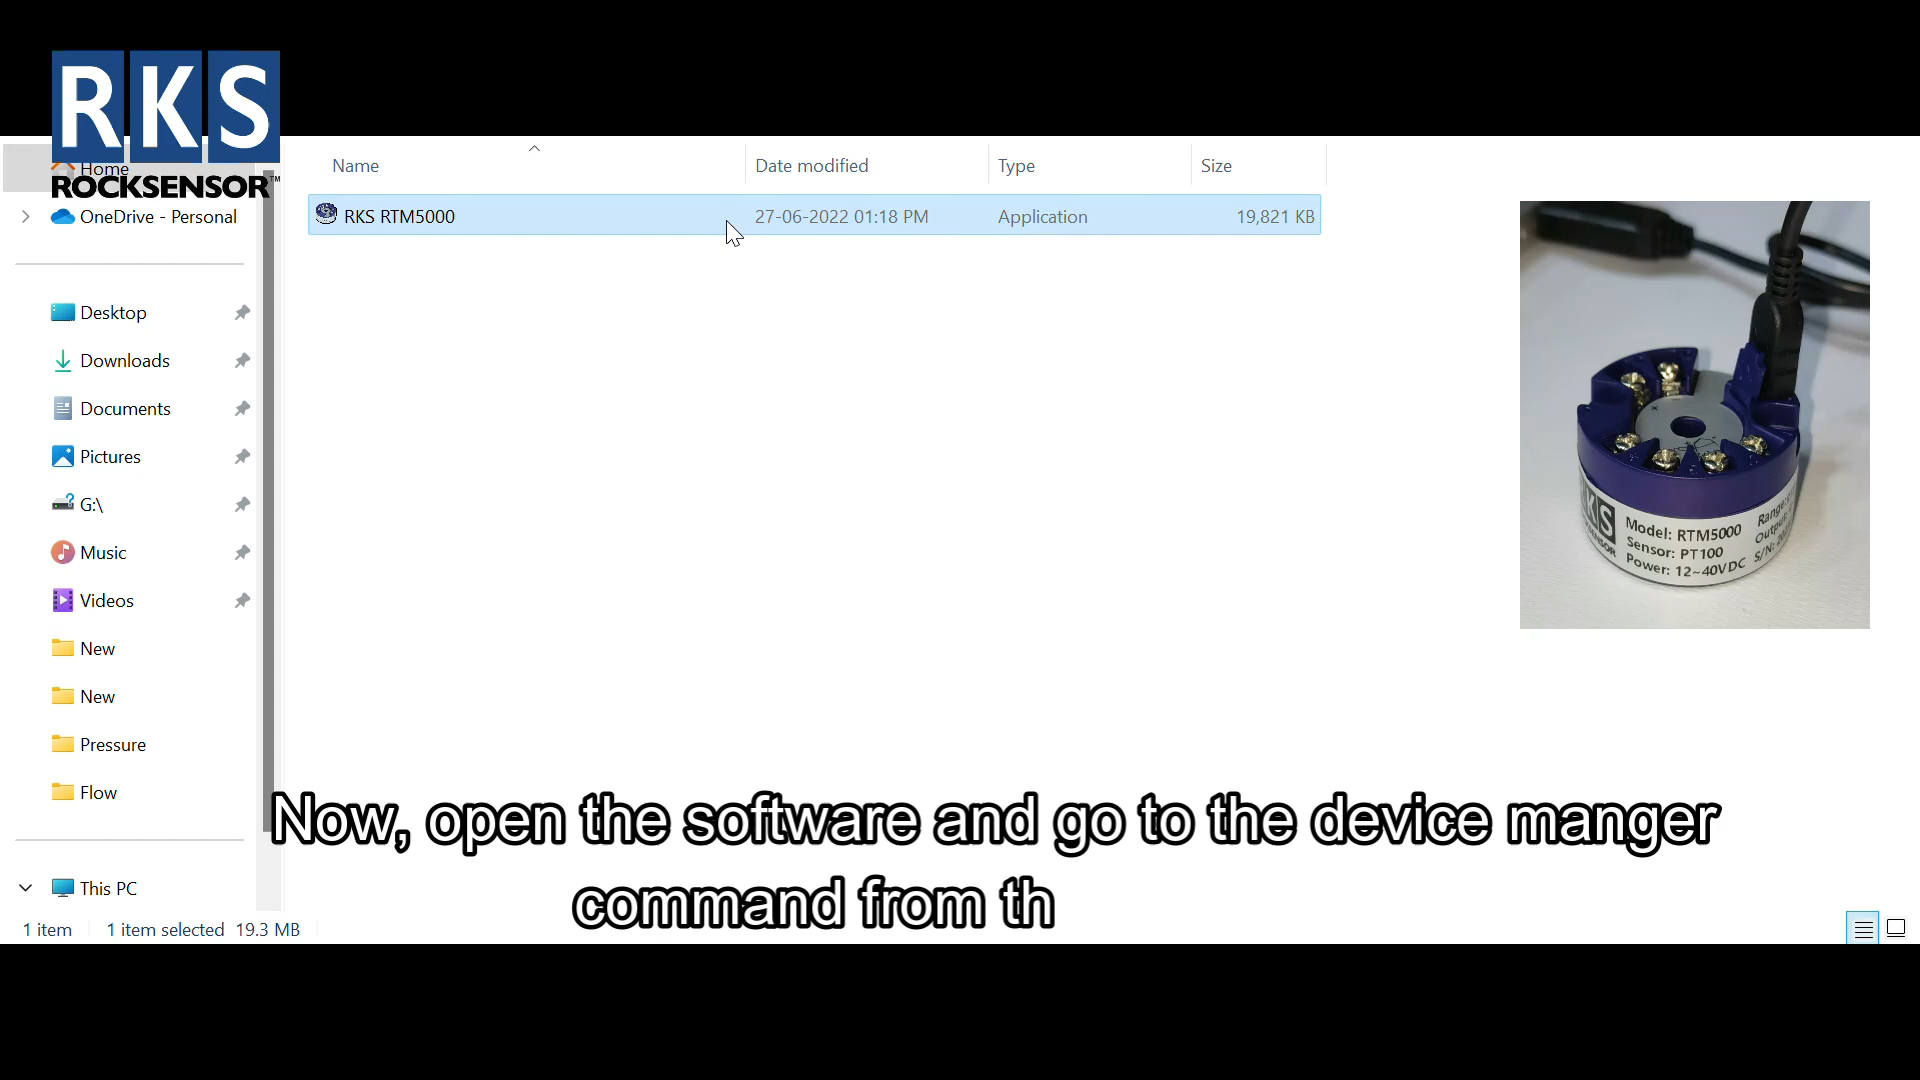 RKS
ROCKSENSOR™
Home
OneDrive - Personal
Desktop
Downloads
Documents
Pictures
G:\
Music
Videos
New
New
Pressure
Flow
This PC
1 item 1 item selected 19.3 MB
Name Date modified Type Size
RKS RTM5000 27-06-2022 01:18 PM Application 19,821 KB
Model: RTM5000
Sensor: PT100
Power: 12~40VDC
Range:
Output:
S/N:
Now, open the software and go to the device manger
command from th